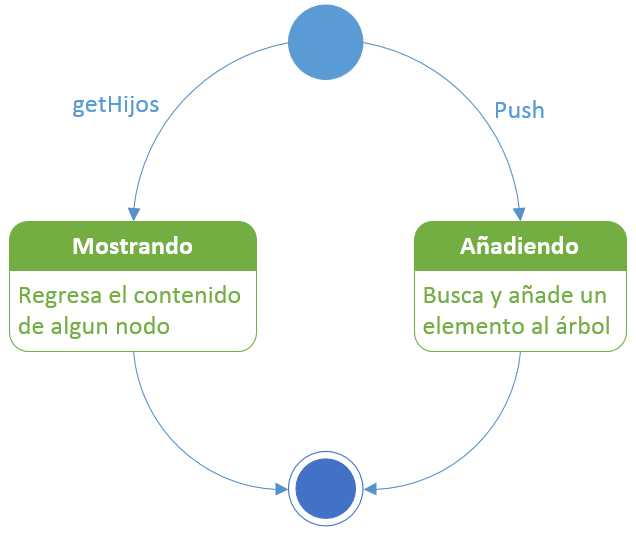 getHijos
Push
Mostrando
Regresa el contenido
de algun nodo
Añadiendo
Busca y añade un
elemento al árbol